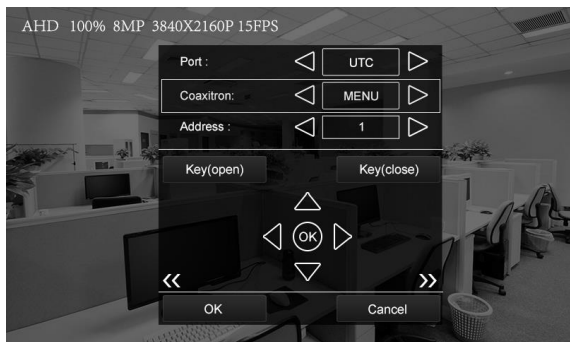 AHD 100% 8MP 3840X2160P 15FPS
Port : UTC
Coaxitron: MENU
Address : 1
Key(open) Key(close)
OK
OK Cancel